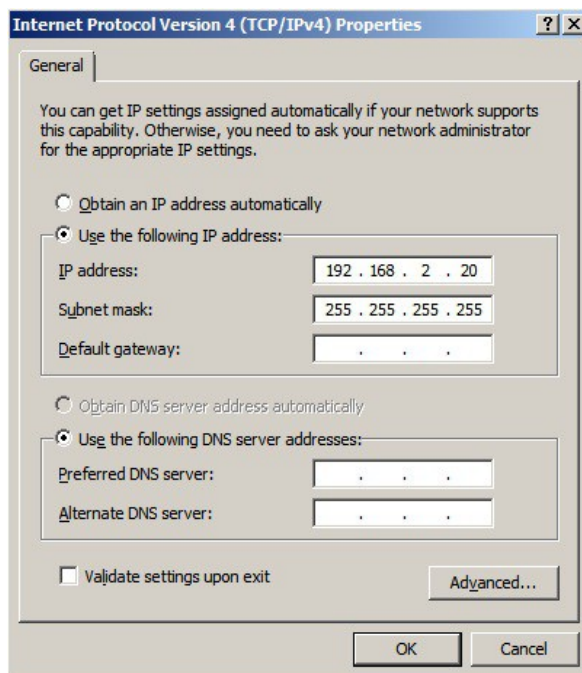 Internet Protocol Version 4 (TCP/IPv4) Properties
General
You can get IP settings assigned automatically if your network supports
this capability. Otherwise, you need to ask your network administrator
for the appropriate IP settings.
Obtain an IP address automatically
Use the following IP address:
IP address: 192 . 168 . 2 . 20
Subnet mask: 255 . 255 . 255 . 255
Default gateway: . . .
Obtain DNS server address automatically
Use the following DNS server addresses:
Preferred DNS server: . . .
Alternate DNS server: . . .
Validate settings upon exit
Advanced...
OK Cancel